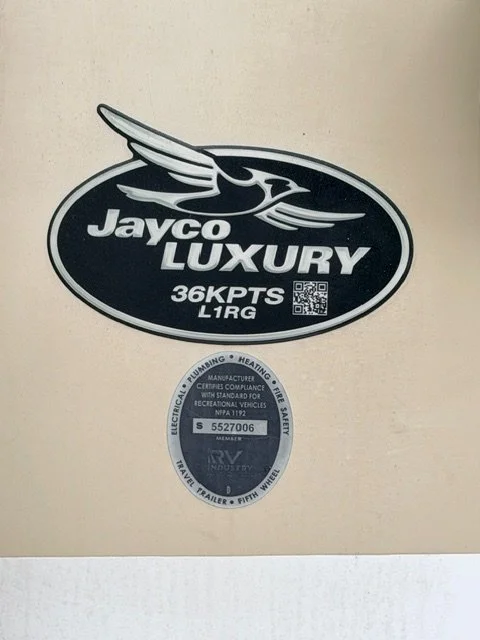 Jayco
LUXURY
36KPTS
L1RG
ELECTRICAL • PLUMBING • HEATING • FIRE SAFETY
MANUFACTURER
CERTIFIES COMPLIANCE
WITH STANDARD FOR
RECREATIONAL VEHICLES
NFPA 1192
S 5527006
MEMBER
RV
INDUSTRY
D
TRAVEL TRAILER • FIFTH WHEEL